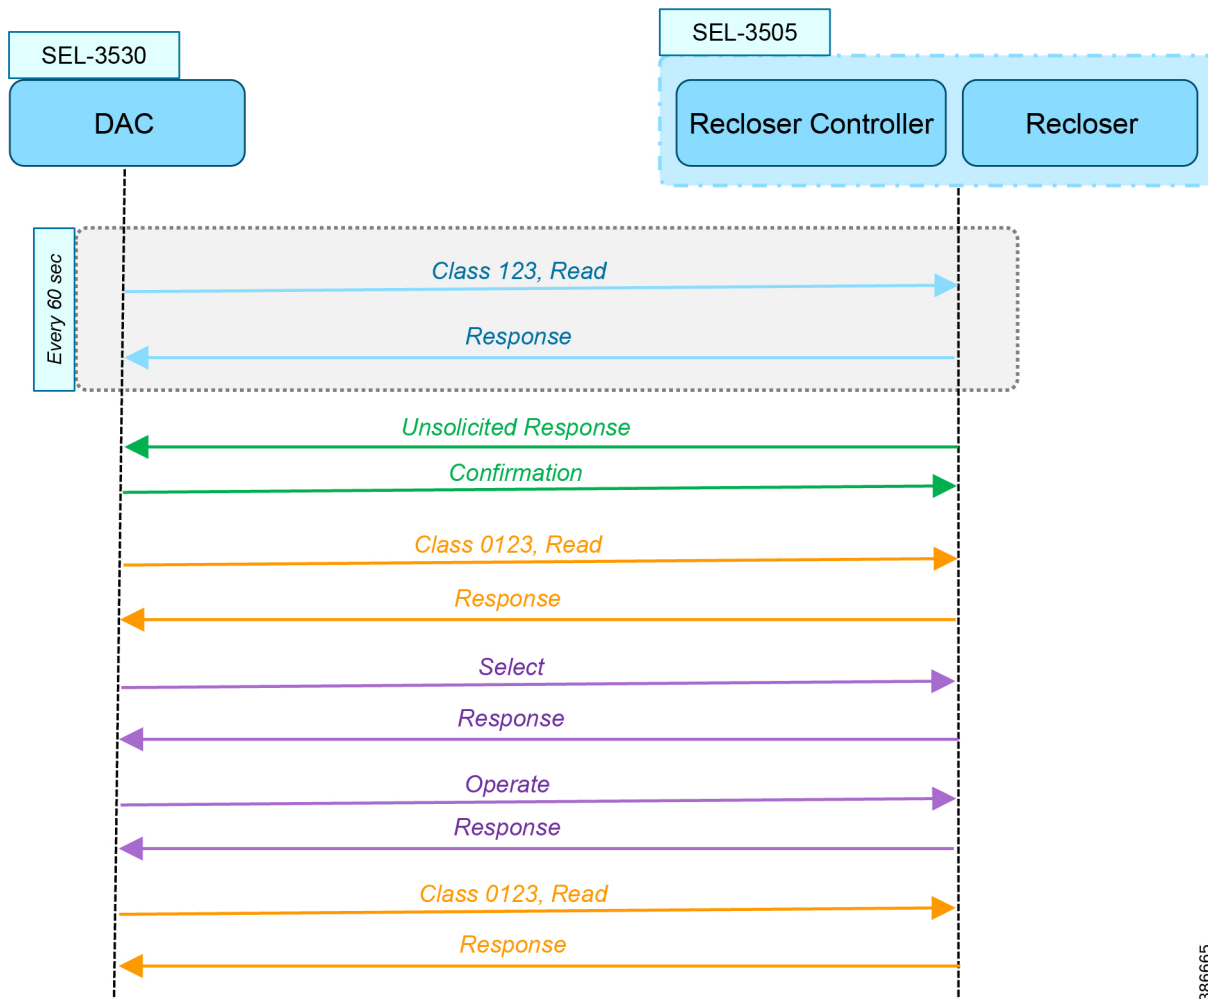 SEL-3530
SEL-3505
DAC
Recloser Controller
Recloser
Every 60 sec
Class 123, Read
Response
Unsolicited Response
Confirmation
Class 0123, Read
Response
Select
Response
Operate
Response
Class 0123, Read
Response
386665